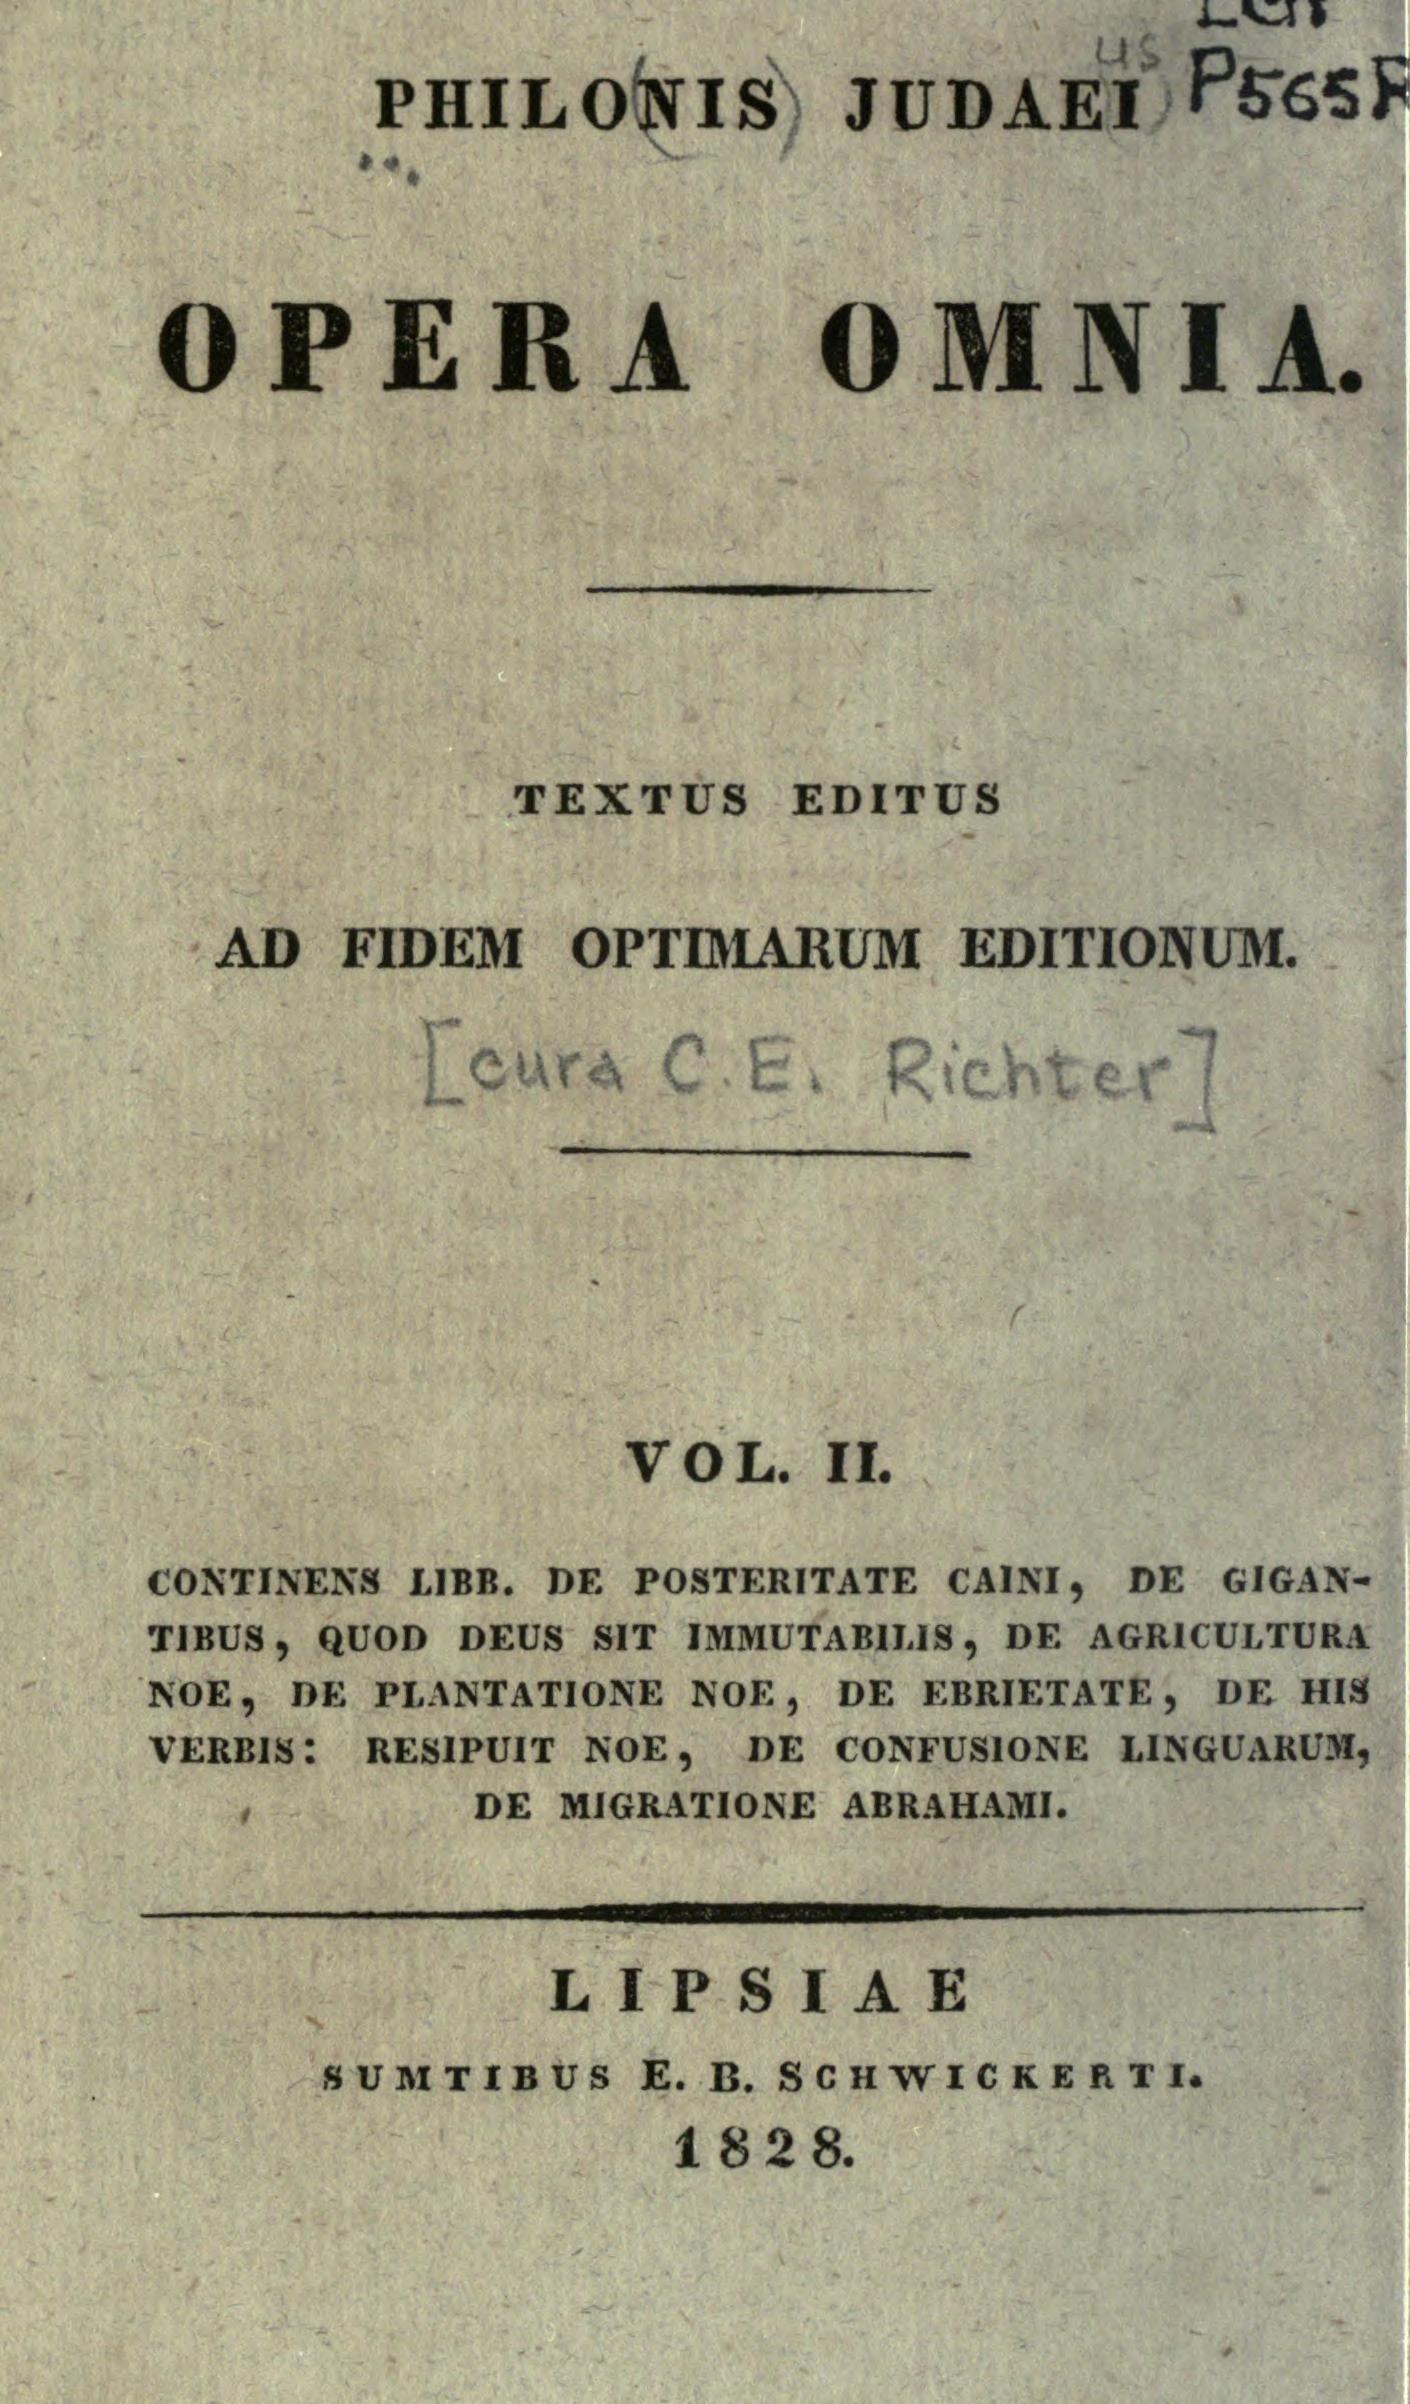 PHILONIS JUDAEI
us
P565R
OPERA OMNIA.
TEXTUS EDITUS
AD FIDEM OPTIMARUM EDITIONUM.
[cura C. E. Richter]
VOL. II.
CONTINENS LIBB. DE POSTERITATE CAINI, DE GIGAN-
TIBUS, QUOD DEUS SIT IMMUTABILIS, DE AGRICULTURA
NOE, DE PLANTATIONE NOE, DE EBRIETATE, DE HIS
VERBIS: RESIPUIT NOE, DE CONFUSIONE LINGUARUM,
DE MIGRATIONE ABRAHAMI.
LIPSIAE
SUMTIBUS E. B. SCHWICKERTI.
1828.